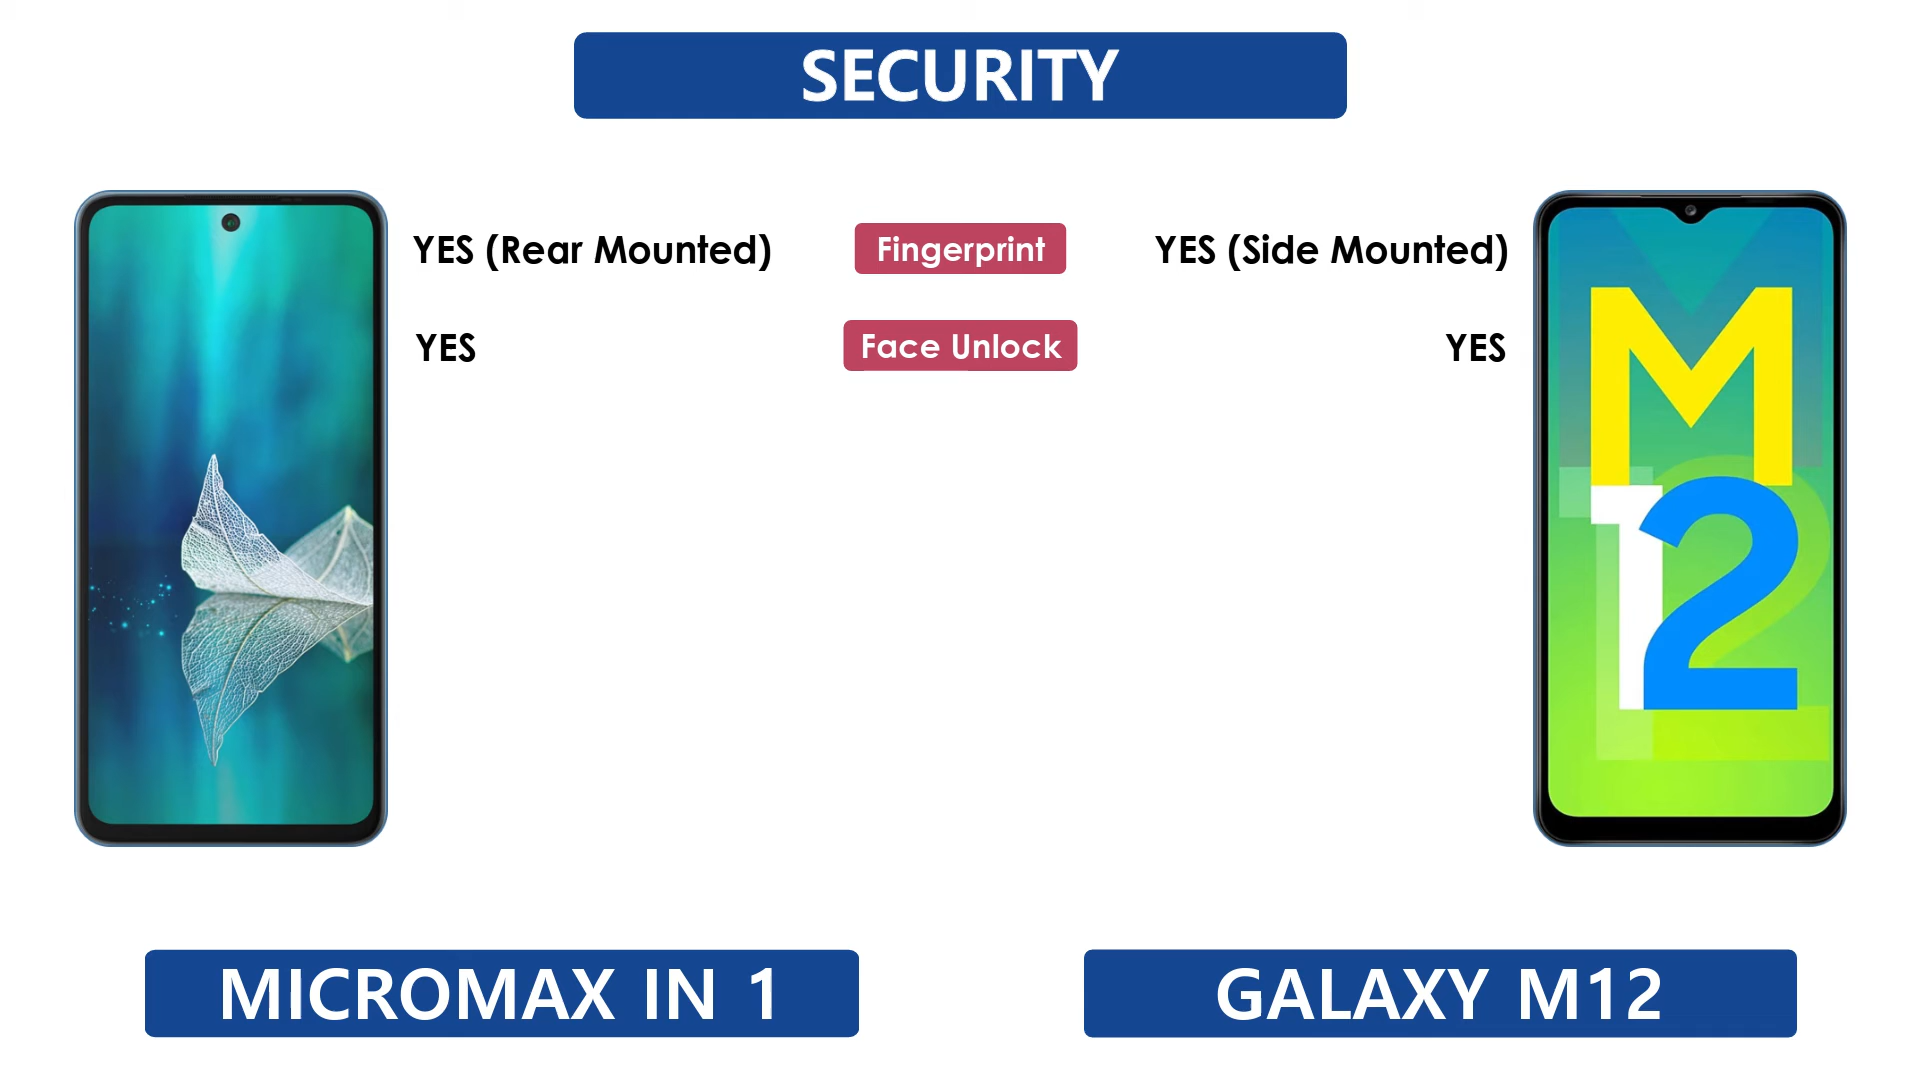 SECURITY
YES (Rear Mounted) Fingerprint YES (Side Mounted)
YES Face Unlock YES
M
12
MICROMAX IN 1 GALAXY M12